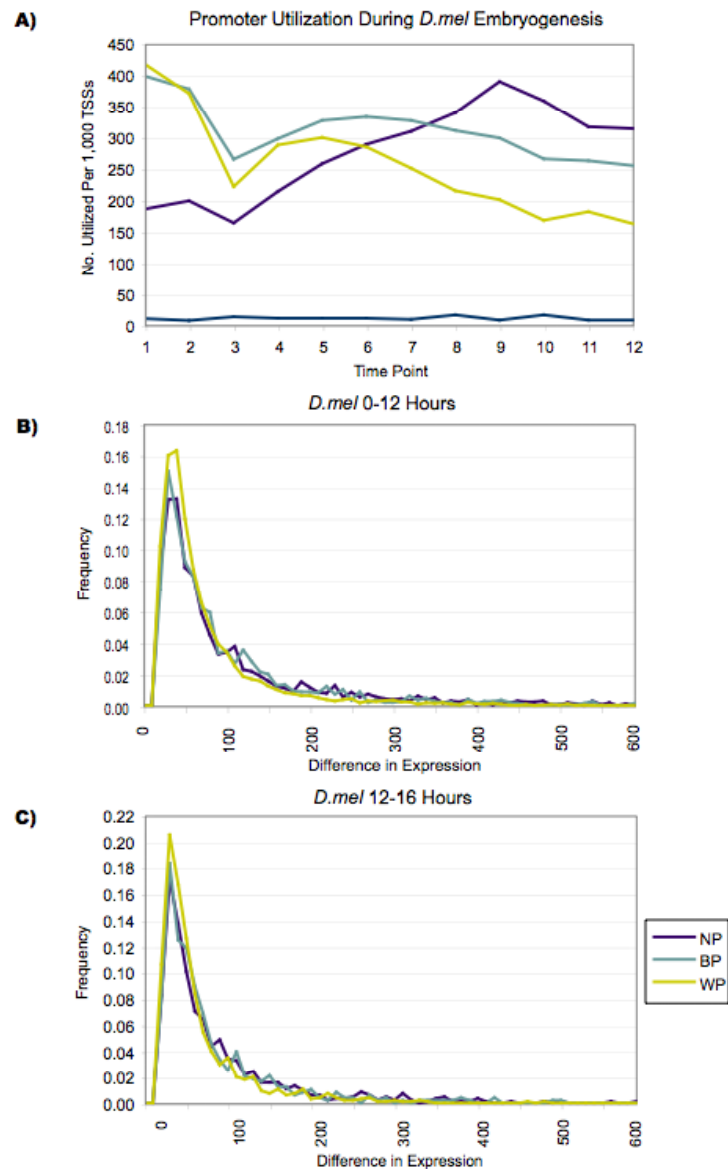 A)
Promoter Utilization During D.mel Embryogenesis
No. Utilized Per 1,000 TSSs
450
400
350
300
250
200
150
100
50
0
1 2 3 4 5 6 7 8 9 10 11 12
Time Point
B)
D.mel 0-12 Hours
Frequency
0.18
0.16
0.14
0.12
0.10
0.08
0.06
0.04
0.02
0.00
0 100 200 300 400 500 600
Difference in Expression
C)
D.mel 12-16 Hours
Frequency
0.22
0.20
0.18
0.16
0.14
0.12
0.10
0.08
0.06
0.04
0.02
0.00
0 100 200 300 400 500 600
Difference in Expression
NP
BP
WP